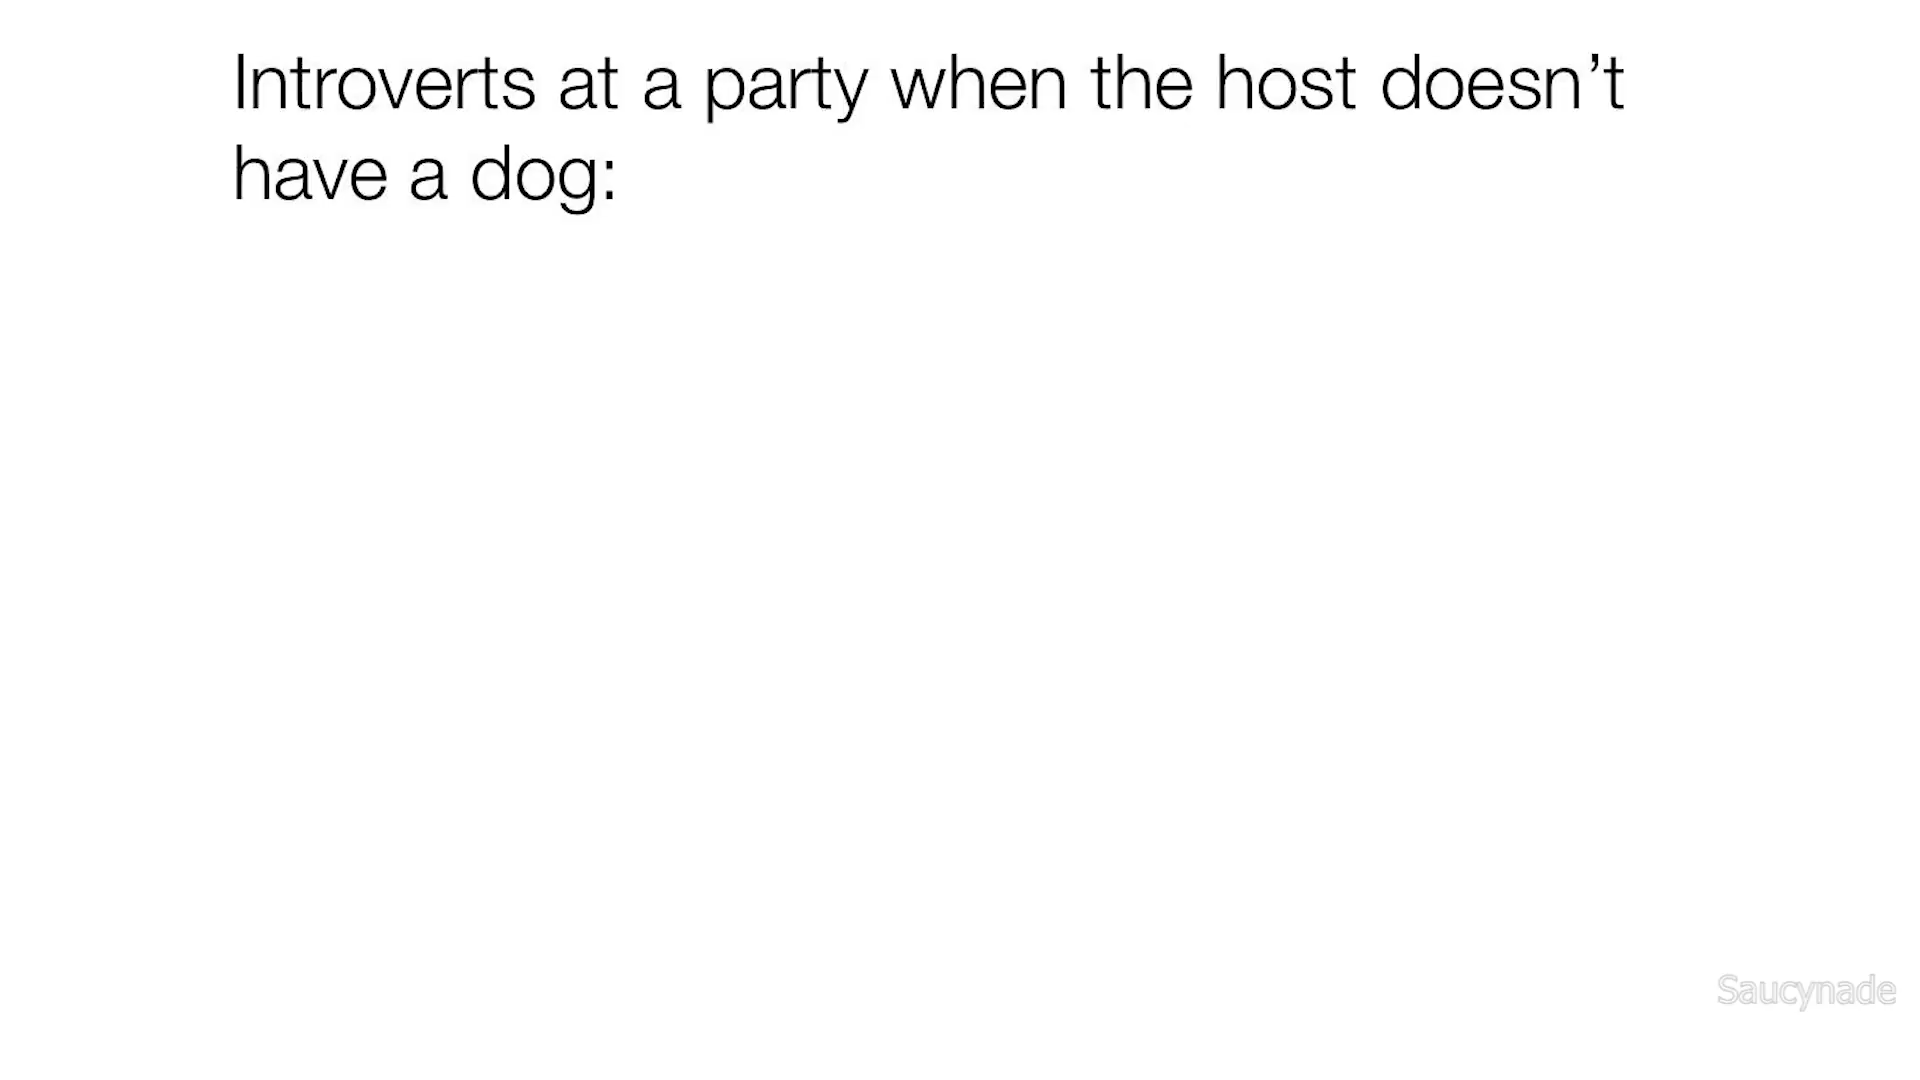 Introverts at a party when the host doesn’t
have a dog:
Saucynade